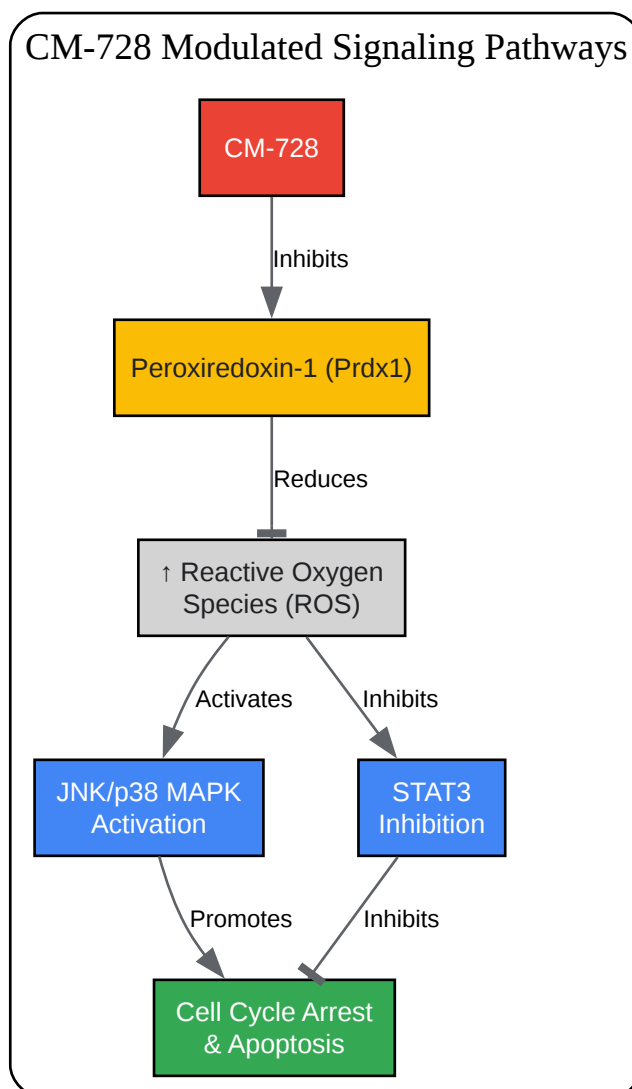 CM-728 Modulated Signaling Pathways
CM-728
Inhibits
Peroxiredoxin-1 (Prdx1)
Reduces
↑ Reactive Oxygen
Species (ROS)
Activates
Inhibits
JNK/p38 MAPK
Activation
STAT3
Inhibition
Promotes
Inhibits
Cell Cycle Arrest
& Apoptosis